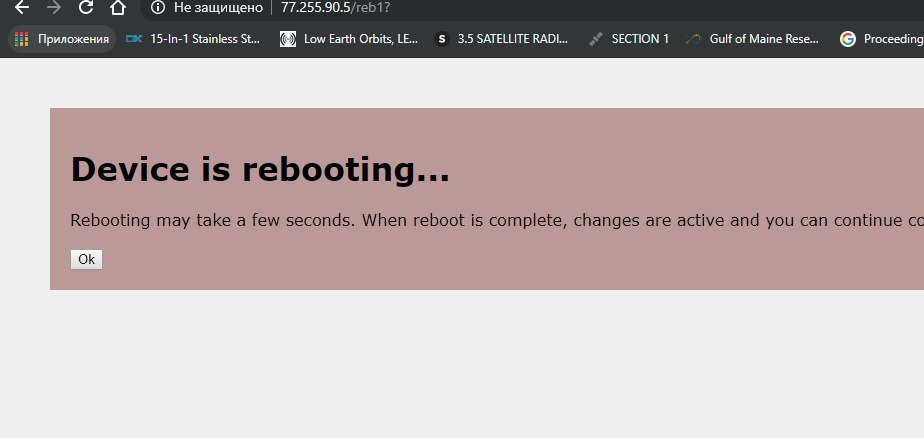 Не защищено 77.255.90.5/reb1?
Приложения 15-In-1 Stainless St... Low Earth Orbits, LE... 3.5 SATELLITE RADI... SECTION 1 Gulf of Maine Rese... Proceeding
Device is rebooting...
Rebooting may take a few seconds. When reboot is complete, changes are active and you can continue co
Ok